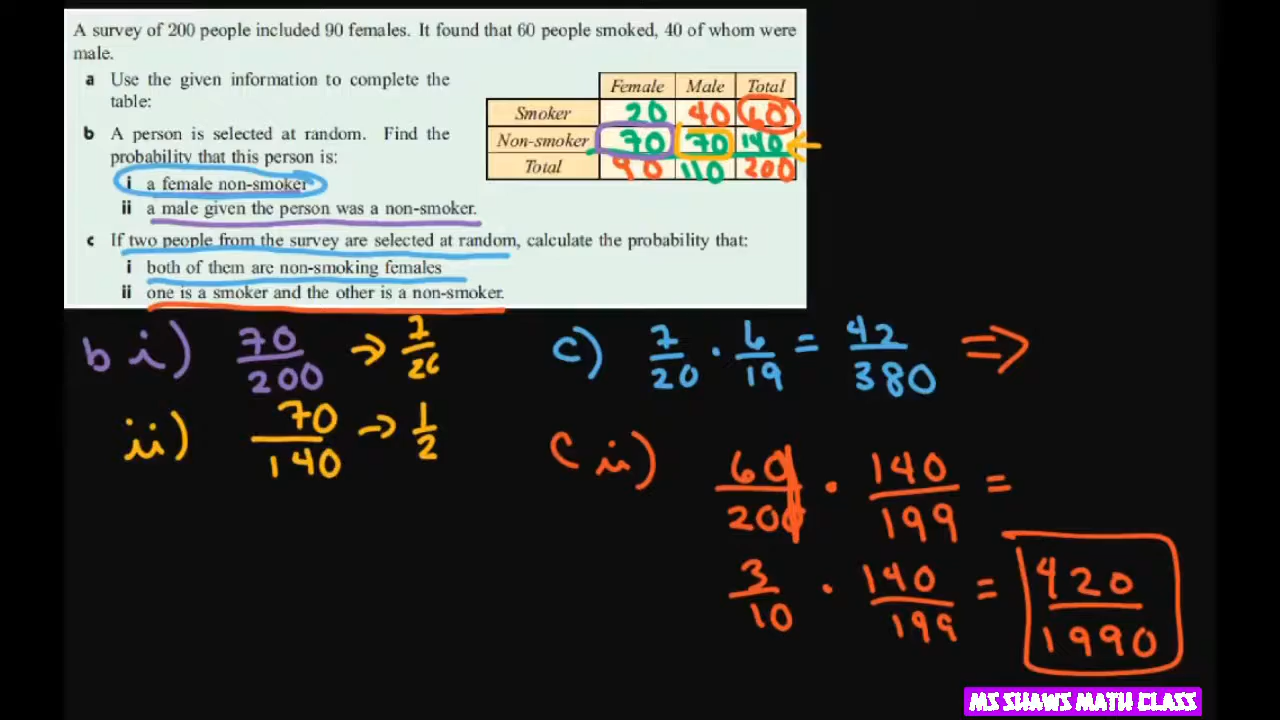 A survey of 200 people included 90 females. It found that 60 people smoked, 40 of whom were
male.
a Use the given information to complete the
table:
Female Male Total
Smoker 20 40 60
Non-smoker 70 70 140
Total 90 110 200
b A person is selected at random. Find the
probability that this person is:
i a female non-smoker
ii a male given the person was a non-smoker.
c If two people from the survey are selected at random, calculate the probability that:
i both of them are non-smoking females
ii one is a smoker and the other is a non-smoker.
b i) 70/200 → 7/20
ii) 70/140 → 1/2
c) 7/20 · 6/19 = 42/380 ⇒
C ii) 60/200 · 140/199 =
3/10 · 140/199 = 420/1990
MS SHAWS MATH CLASS